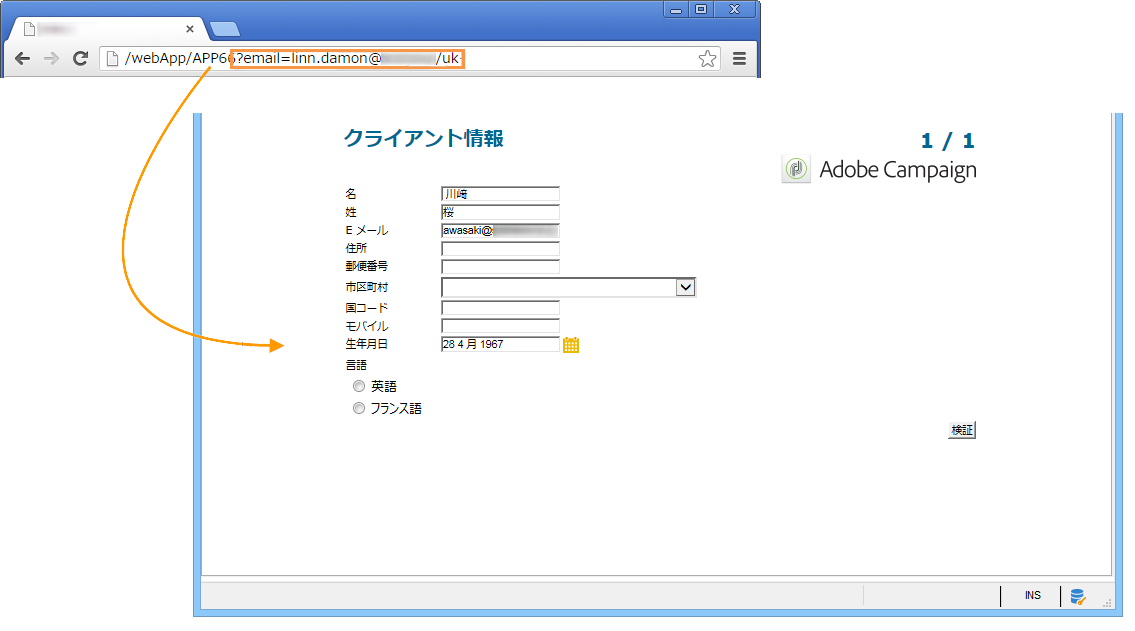 /webApp/APP66?email=linn.damon@ /uk
クライアント情報
1 / 1
Adobe Campaign
名 川﨑
姓 桜
E メール awasaki@
住所
郵便番号
市区町村
国コード
モバイル
生年月日 28 4 月 1967
言語
英語
フランス語
検証
INS